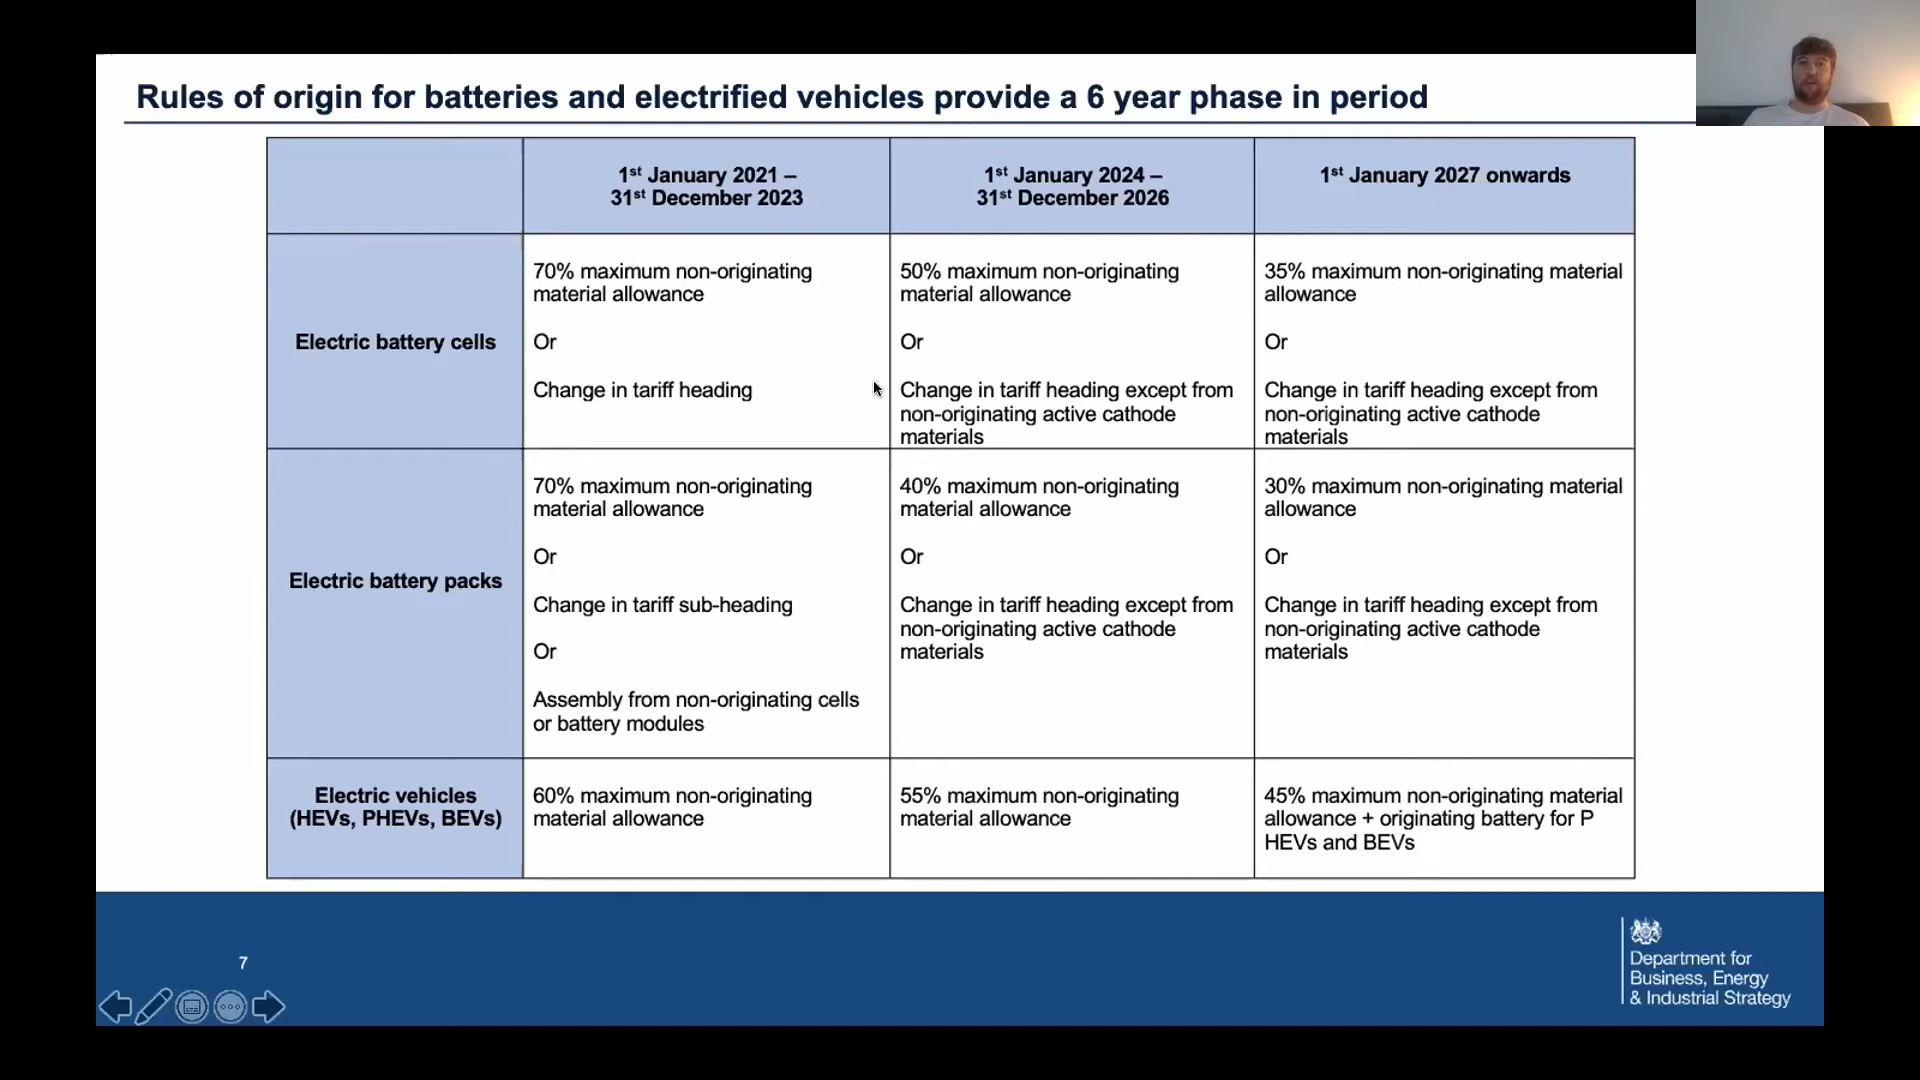 Rules of origin for batteries and electrified vehicles provide a 6 year phase in period
1st January 2021 –
31st December 2023
1st January 2024 –
31st December 2026
1st January 2027 onwards
Electric battery cells
70% maximum non-originating
material allowance
Or
Change in tariff heading
50% maximum non-originating
material allowance
Or
Change in tariff heading except from
non-originating active cathode
materials
35% maximum non-originating material
allowance
Or
Change in tariff heading except from
non-originating active cathode
materials
Electric battery packs
70% maximum non-originating
material allowance
Or
Change in tariff sub-heading
Or
Assembly from non-originating cells
or battery modules
40% maximum non-originating
material allowance
Or
Change in tariff heading except from
non-originating active cathode
materials
30% maximum non-originating material
allowance
Or
Change in tariff heading except from
non-originating active cathode
materials
Electric vehicles
(HEVs, PHEVs, BEVs)
60% maximum non-originating
material allowance
55% maximum non-originating
material allowance
45% maximum non-originating material
allowance + originating battery for P
HEVs and BEVs
7
Department for
Business, Energy
& Industrial Strategy